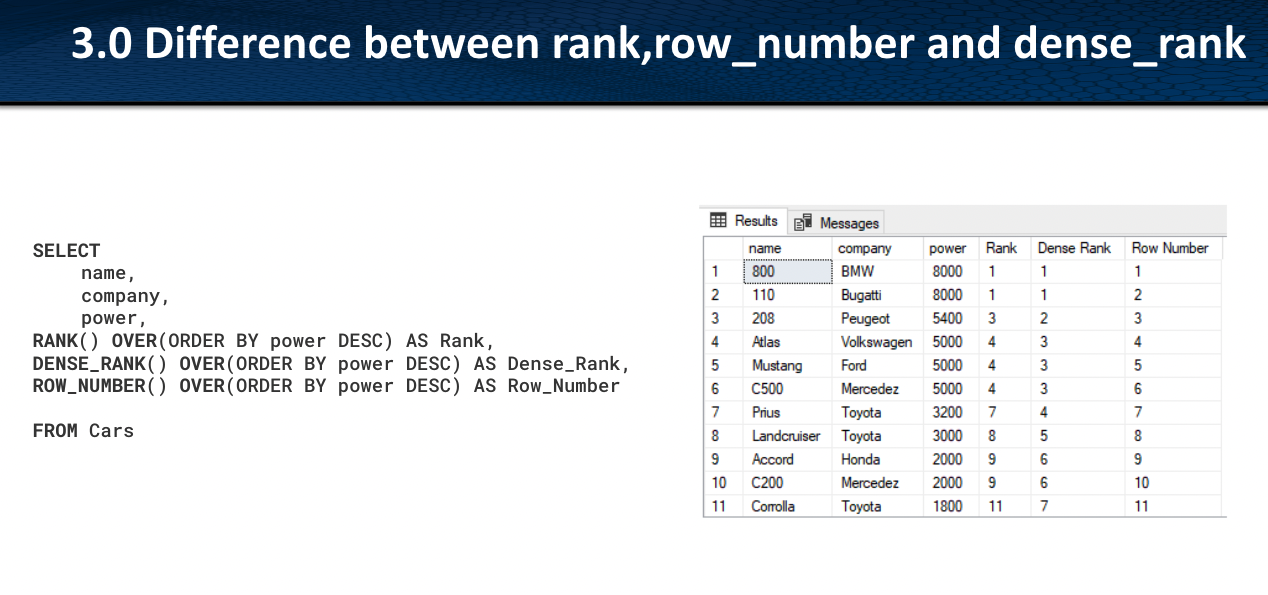 3.0 Difference between rank,row_number and dense_rank
SELECT
name,
company,
power,
RANK() OVER(ORDER BY power DESC) AS Rank,
DENSE_RANK() OVER(ORDER BY power DESC) AS Dense_Rank,
ROW_NUMBER() OVER(ORDER BY power DESC) AS Row_Number
FROM Cars
Results Messages
name company power Rank Dense Rank Row Number
1 800 BMW 8000 1 1 1
2 110 Bugatti 8000 1 1 2
3 208 Peugeot 5400 3 2 3
4 Atlas Volkswagen 5000 4 3 4
5 Mustang Ford 5000 4 3 5
6 C500 Mercedez 5000 4 3 6
7 Prius Toyota 3200 7 4 7
8 Landcruiser Toyota 3000 8 5 8
9 Accord Honda 2000 9 6 9
10 C200 Mercedez 2000 9 6 10
11 Corrolla Toyota 1800 11 7 11